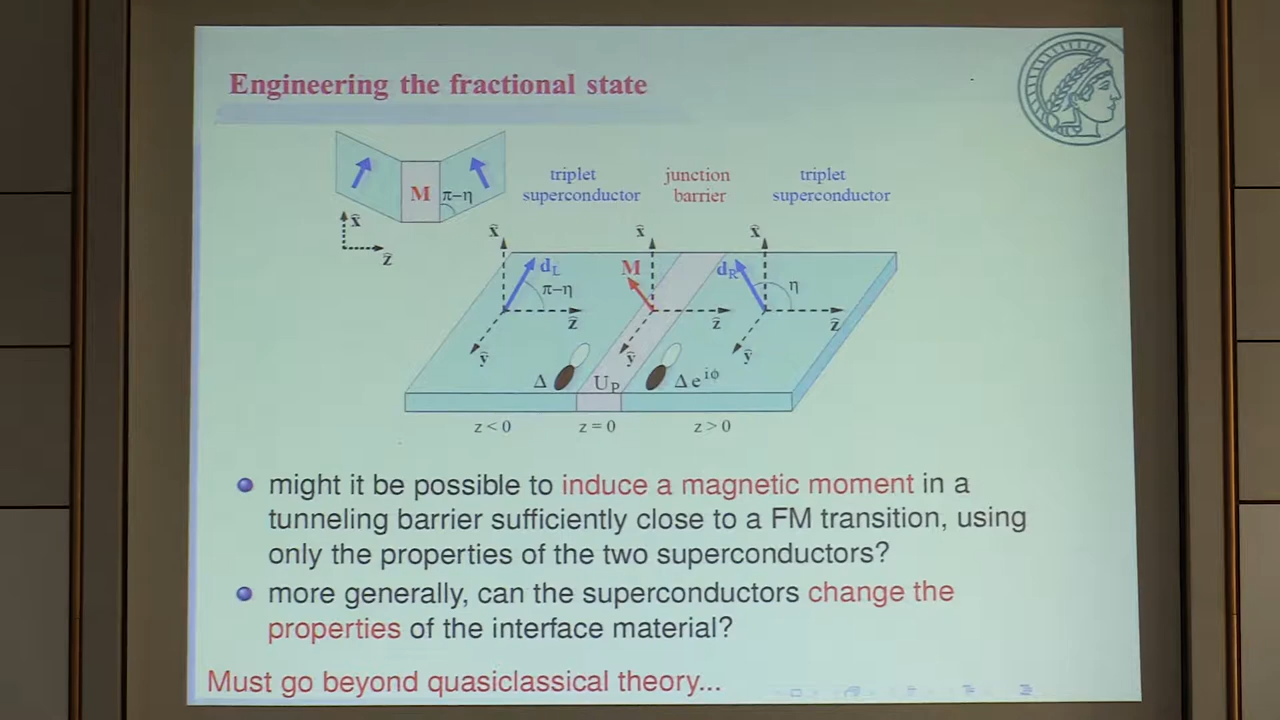 Engineering the fractional state
triplet
superconductor
junction
barrier
triplet
superconductor
M
π−η
x̂
ẑ
x̂
d_L
π−η
ẑ
ŷ
x̂
M
ẑ
ŷ
x̂
d_R
η
ẑ
ŷ
Δ
U_P
Δe^{iϕ}
z < 0
z = 0
z > 0
might it be possible to induce a magnetic moment in a
tunneling barrier sufficiently close to a FM transition, using
only the properties of the two superconductors?
more generally, can the superconductors change the
properties of the interface material?
Must go beyond quasiclassical theory...